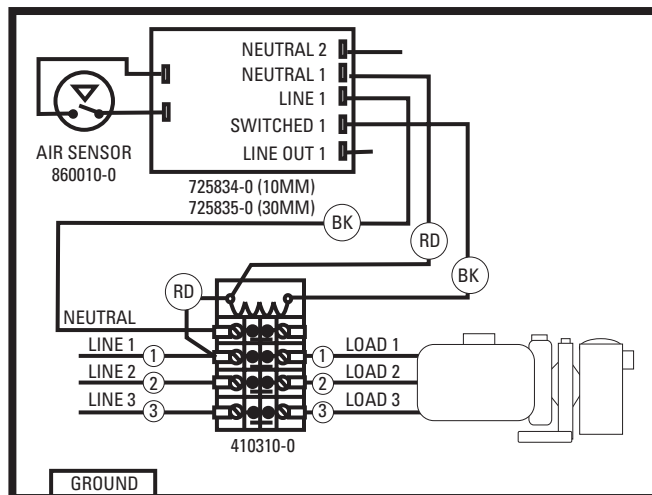 NEUTRAL 2
NEUTRAL 1
LINE 1
SWITCHED 1
LINE OUT 1
AIR SENSOR
860010-0
725834-0 (10MM)
725835-0 (30MM)
BK
RD
BK
RD
NEUTRAL
LINE 1 1 1 LOAD 1
LINE 2 2 2 LOAD 2
LINE 3 3 3 LOAD 3
410310-0
GROUND